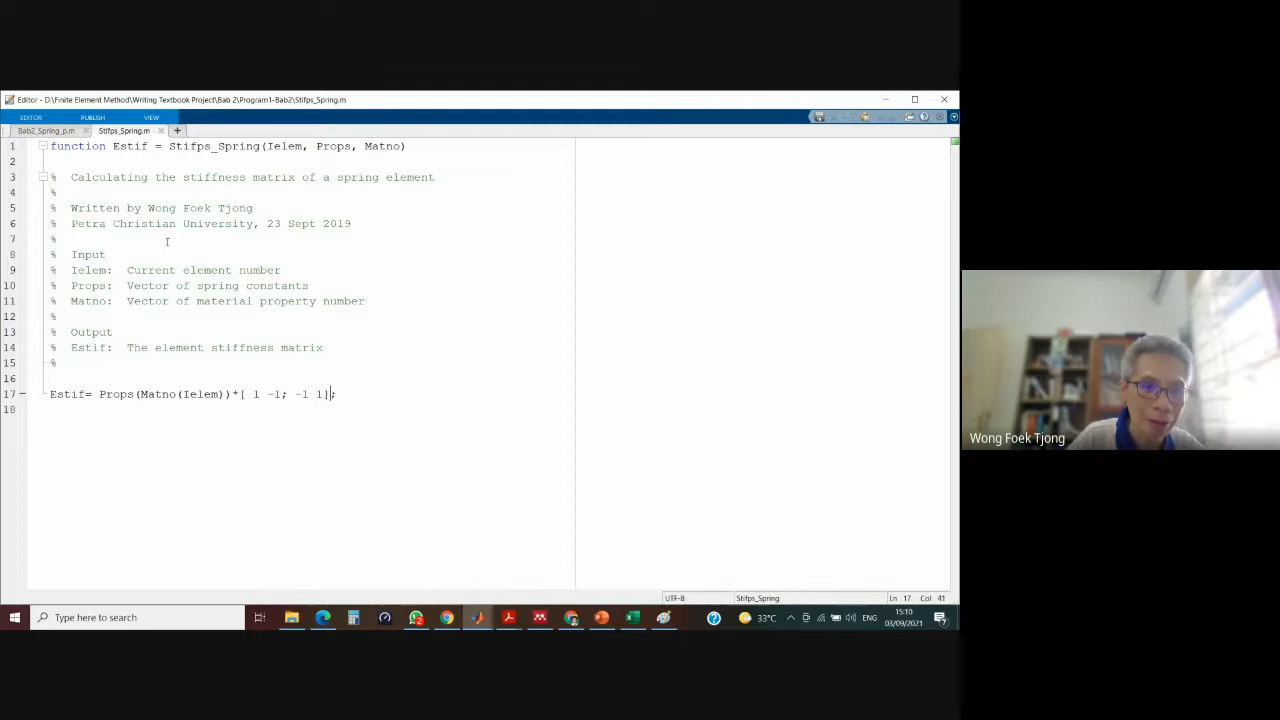 Editor - D:\Finite Element Method\Writing Textbook Project\Bab 2\Program1-Bab2\Stifps_Spring.m
EDITOR PUBLISH VIEW
Bab2_Spring_p.m Stifps_Spring.m
1 function Estif = Stifps_Spring(Ielem, Props, Matno)
2
3 % Calculating the stiffness matrix of a spring element
4 %
5 % Written by Wong Foek Tjong
6 % Petra Christian University, 23 Sept 2019
7 %
8 % Input
9 % Ielem: Current element number
10 % Props: Vector of spring constants
11 % Matno: Vector of material property number
12 %
13 % Output
14 % Estif: The element stiffness matrix
15 %
16
17 Estif= Props(Matno(Ielem))*[ 1 -1; -1 1];
18
Wong Foek Tjong
UTF-8 Stifps_Spring Ln 17 Col 41
Type here to search
33°C ENG
15:10
03/09/2021